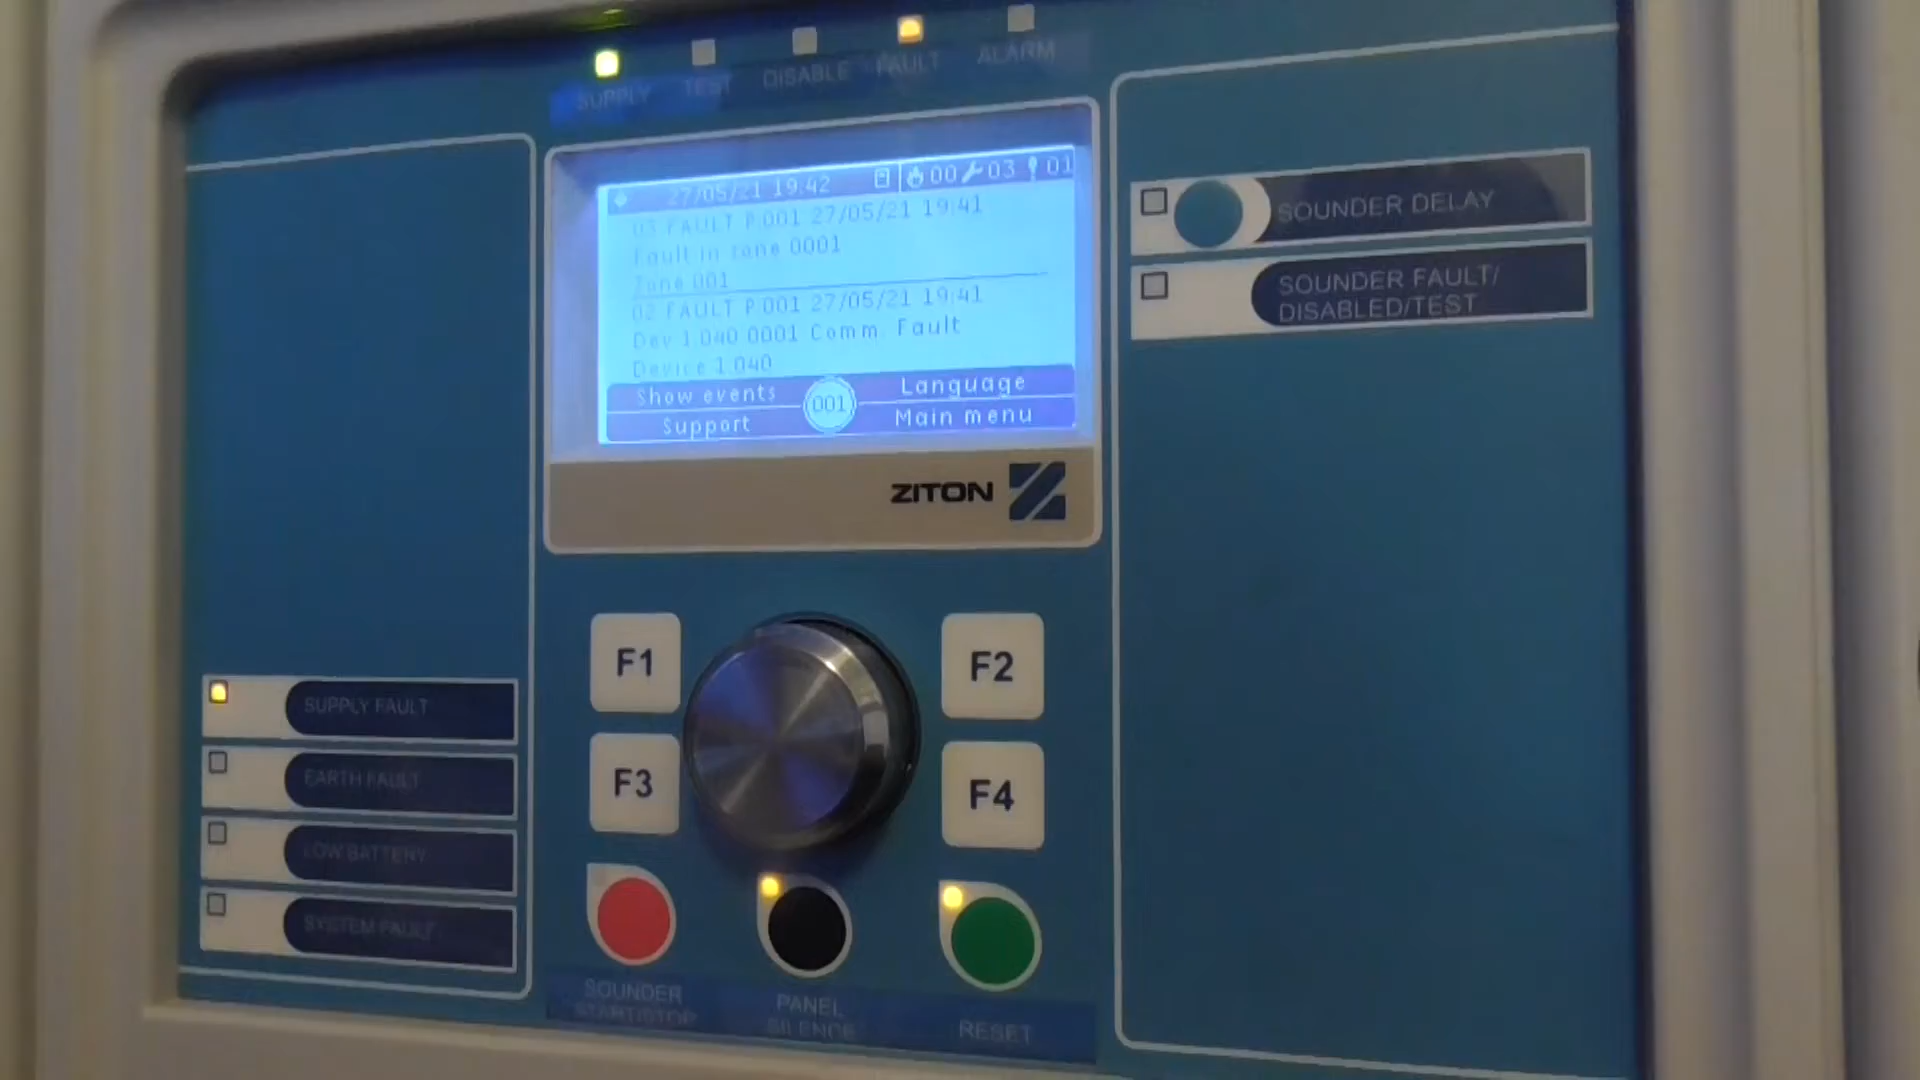 SUPPLY
TEST
DISABLE
FAULT
ALARM
27/05/21 19:42 00 03 01
03 FAULT P.001 27/05/21 19:41
Fault in zone 0001
Zone 001
02 FAULT P.001 27/05/21 19:41
Dev 1.040 0001 Comm. Fault
Device 1.040
Show events
Language
001
Support
Main menu
ZITON
SOUNDER DELAY
SOUNDER FAULT/
DISABLED/TEST
F1
F2
F3
F4
SUPPLY FAULT
EARTH FAULT
LOW BATTERY
SYSTEM FAULT
SOUNDER
START/STOP
PANEL
SILENCE
RESET